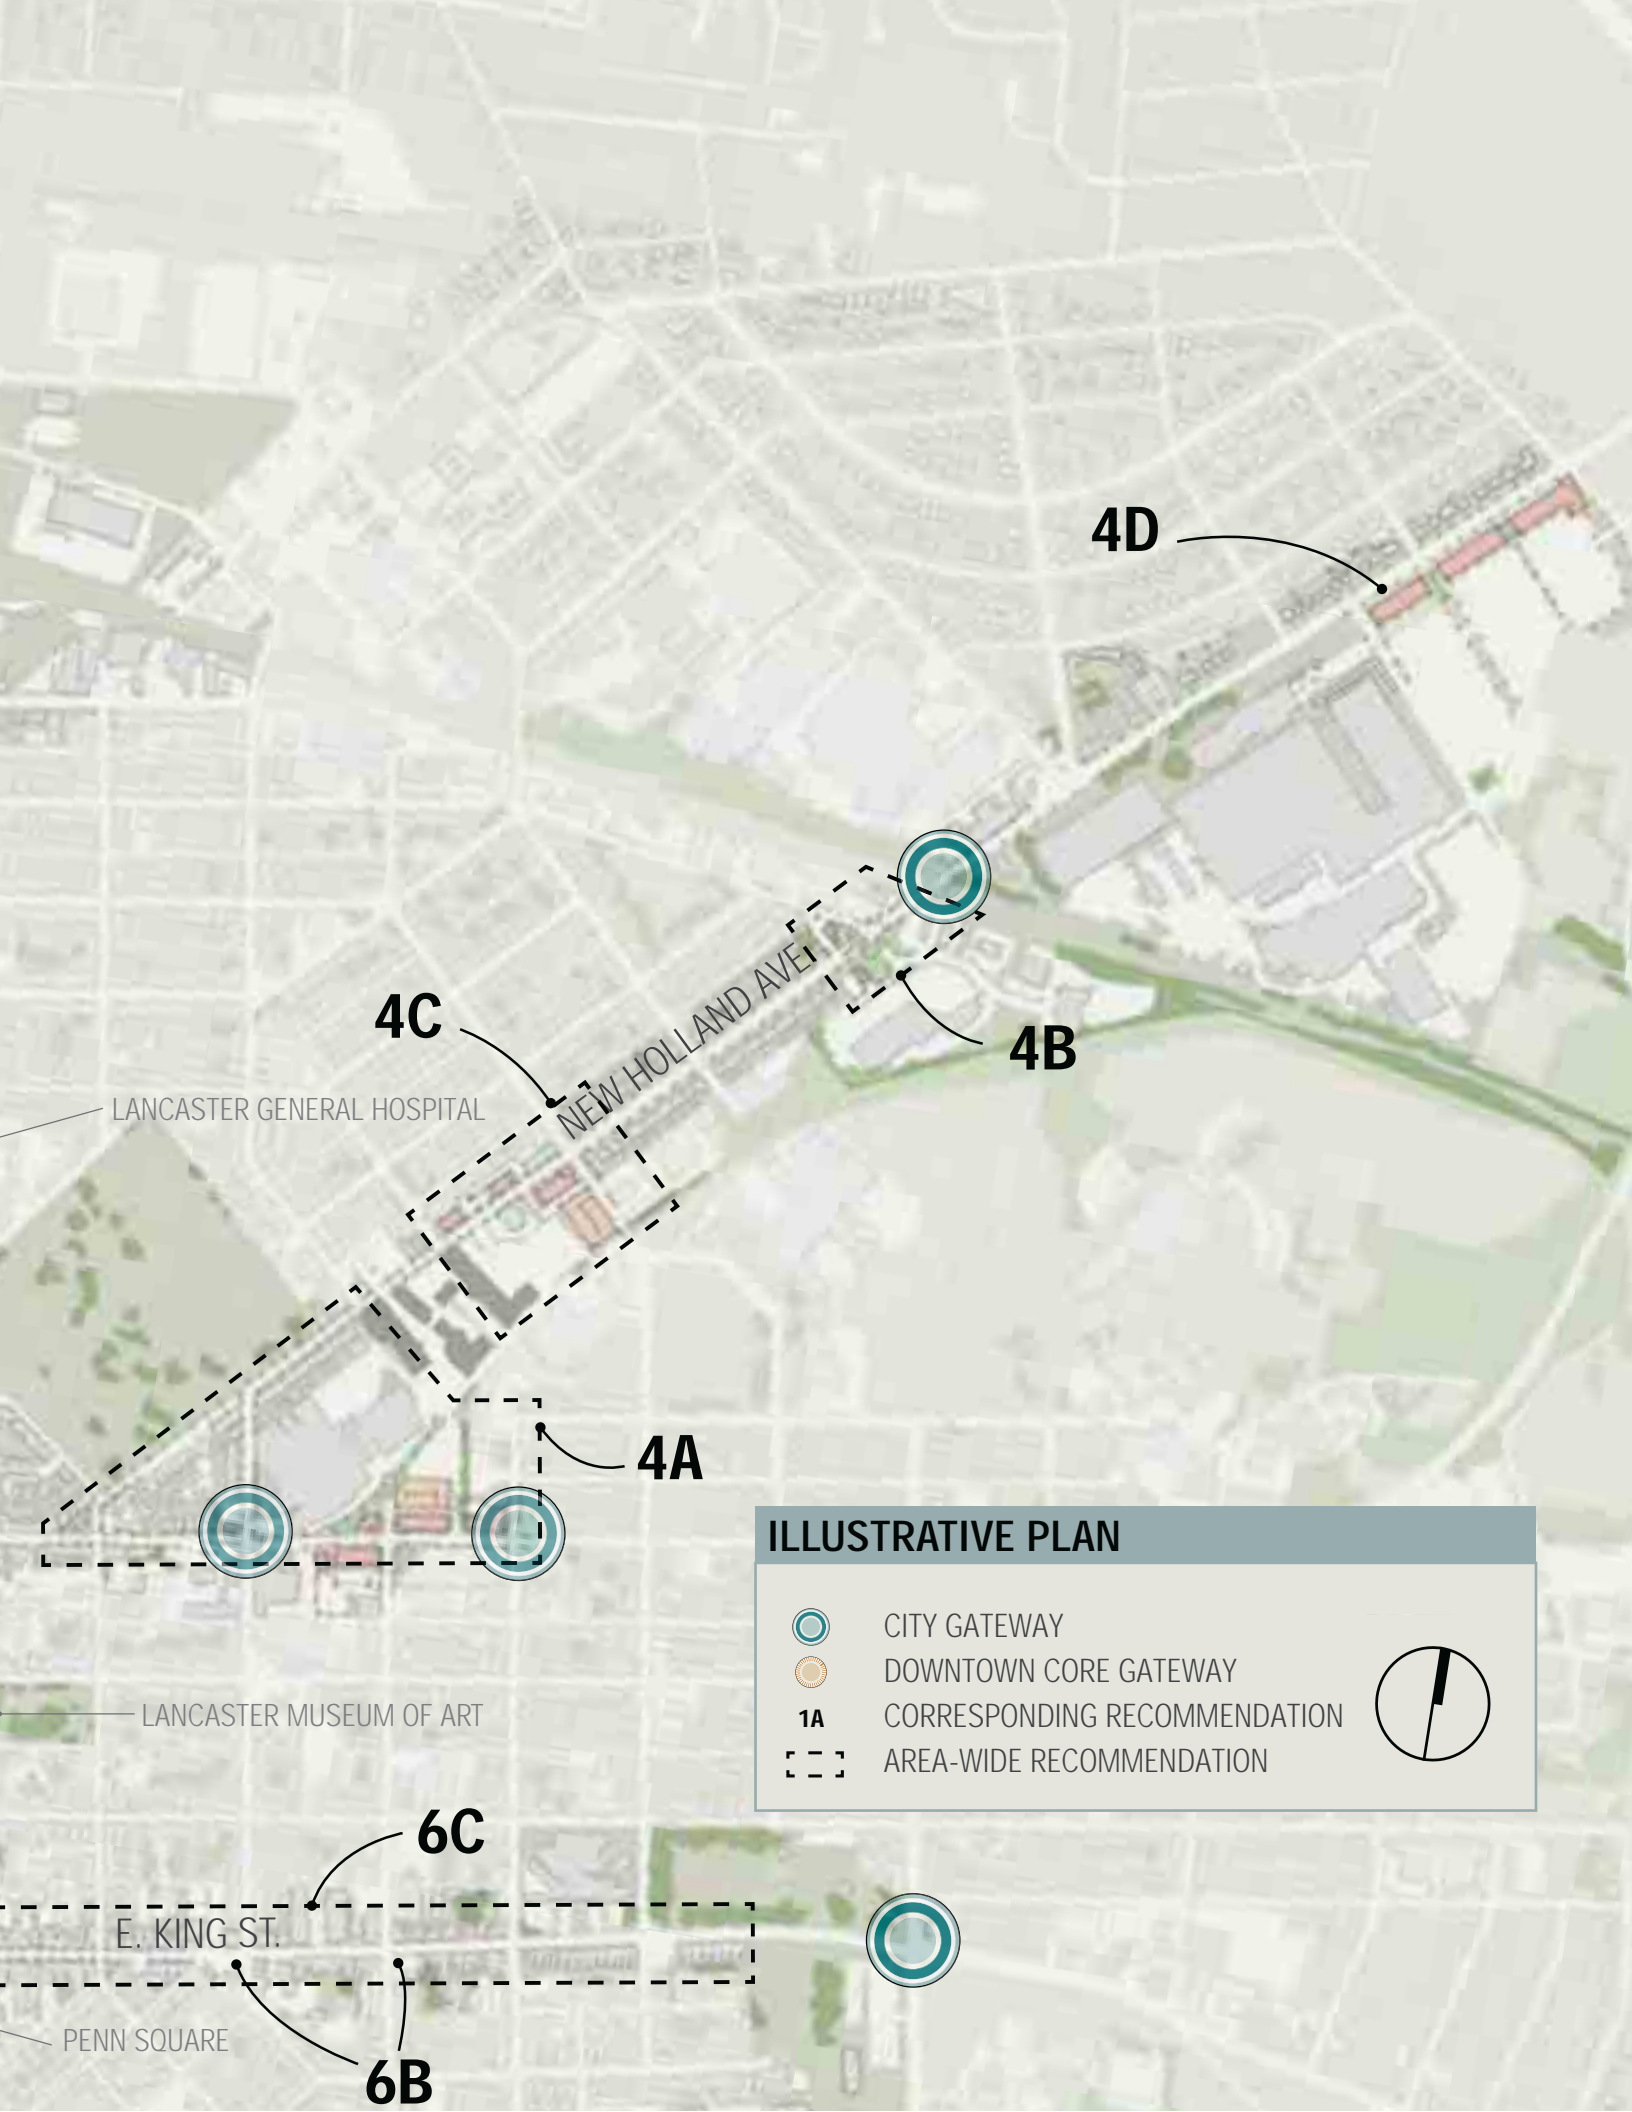 4D
NEW HOLLAND AVE.
4C
4B
LANCASTER GENERAL HOSPITAL
4A
ILLUSTRATIVE PLAN
CITY GATEWAY
DOWNTOWN CORE GATEWAY
1A CORRESPONDING RECOMMENDATION
AREA-WIDE RECOMMENDATION
LANCASTER MUSEUM OF ART
6C
E. KING ST.
PENN SQUARE
6B